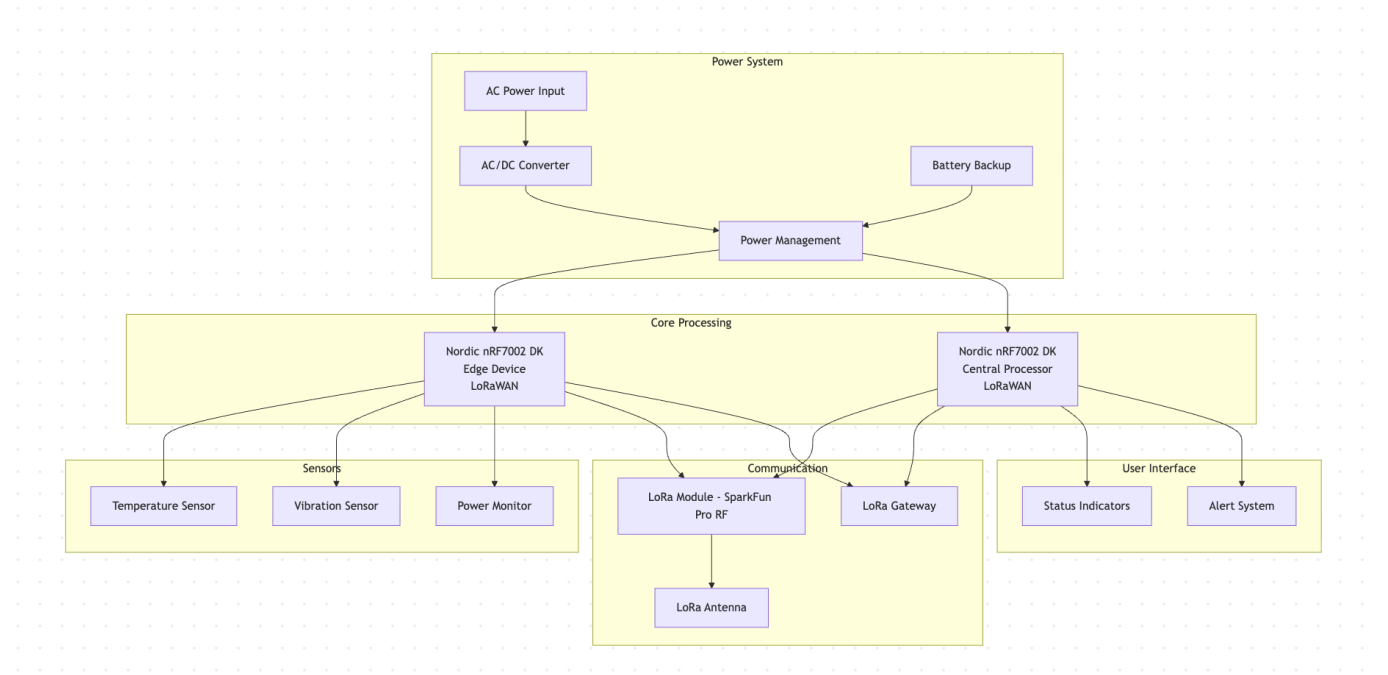 Power System
AC Power Input
AC/DC Converter
Battery Backup
Power Management
Core Processing
Nordic nRF7002 DK
Edge Device
LoRaWAN
Nordic nRF7002 DK
Central Processor
LoRaWAN
Sensors
Temperature Sensor
Vibration Sensor
Power Monitor
Communication
LoRa Module - SparkFun
Pro RF
LoRa Gateway
LoRa Antenna
User Interface
Status Indicators
Alert System